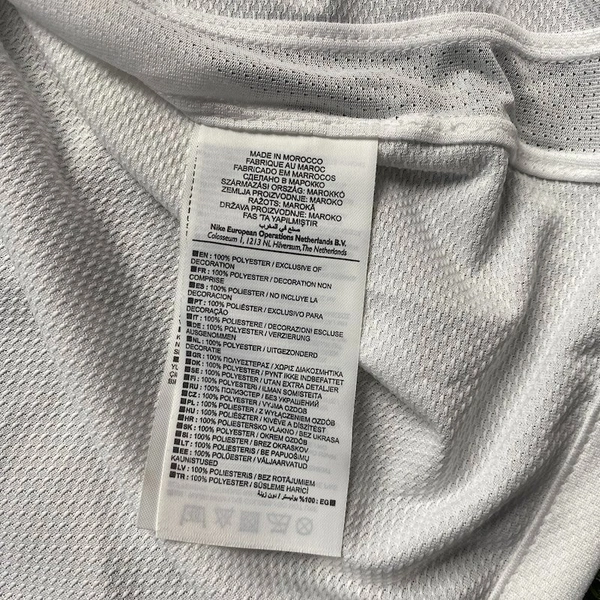 MADE IN MOROCCO
FABRIQUE AU MAROC
FABRICADO EM MARROCOS
СДЕЛАНО В МАРОККО
SZÁRMAZÁSI ORSZÁG: MAROKKÓ
ZEMLJA PROIZVODNJE: MAROKO
RAŽOTS: MAROKĀ
DRŽAVA PROIZVODNJE: MAROKO
FAS 'TA YAPILMIŞTIR
صنع في المغرب
Nike European Operations Netherlands B.V.
Colosseum 1, 1213 NL Hilversum, The Netherlands
EN : 100% POLYESTER / EXCLUSIVE OF
DECORATION
FR : 100% POLYESTER / DECORATION NON
COMPRISE
ES : 100% POLIÉSTER / NO INCLUYE LA
DECORACION
PT : 100% POLIÉSTER / EXCLUSIVO PARA
DECORAÇÃO
IT : 100% POLIESTERE / DECORAZIONI ESCLUSE
DE : 100% POLYESTER / VERZIERUNG
AUSGENOMMEN
NL : 100% POLYESTER / UITGEZONDERD
DECORATIE
GR : 100% ΠΟΛΥΕΣΤΕΡΑΣ / ΧΩΡΙΣ ΔΙΑΚΟΣΜΗΤΙΚΑ
DK : 100% POLYESTER / PYNT IKKE INDBEFATTET
SE : 100% POLYESTER / UTAN EXTRA DETALJER
FI : 100% POLYESTERI / ILMAN SOMISTEITA
RU : 100% ПОЛИЭСТЕР / БЕЗ УКРАШЕНИЙ
CZ : 100% POLYESTER / VYJMA OZDOB
PL : 100% POLIESTER / Z WYŁĄCZENIEM OZDÓB
HU : 100% POLIÉSZTER / KIVÉVE A DÍSZÍTÉST
HR : 100% POLIESTERSKO VLAKNO / BEZ UKRASA
SK : 100% POLYESTER / OKREM OZDÔB
SI : 100% POLIESTER / BREZ OKRASKOV
LT : 100% POLIESTERIS / BE PAPUOŠIMŲ
EE : 100% POLÜESTER / VÄLJAARVATUD
KAUNISTUSED
LV : 100% POLIESTERIS / BEZ ROTĀJUMIEM
TR : 100% POLYESTER / SÜSLEME HARİCİ
EG : 100% بوليستر / دون زينة